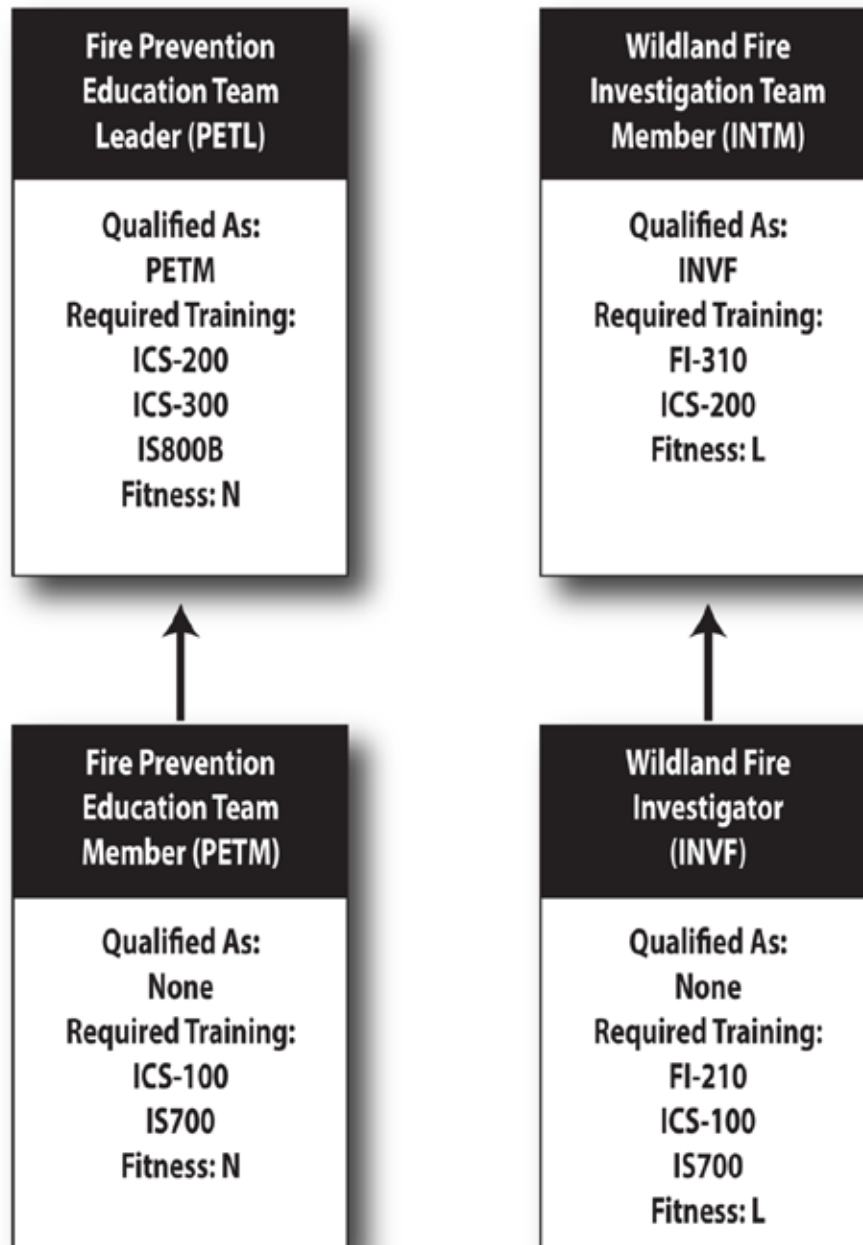 Fire Prevention
Education Team
Leader (PETL)
Qualified As:
PETM
Required Training:
ICS-200
ICS-300
IS800B
Fitness: N
Wildland Fire
Investigation Team
Member (INTM)
Qualified As:
INVF
Required Training:
FI-310
ICS-200
Fitness: L
Fire Prevention
Education Team
Member (PETM)
Qualified As:
None
Required Training:
ICS-100
IS700
Fitness: N
Wildland Fire
Investigator
(INVF)
Qualified As:
None
Required Training:
FI-210
ICS-100
IS700
Fitness: L